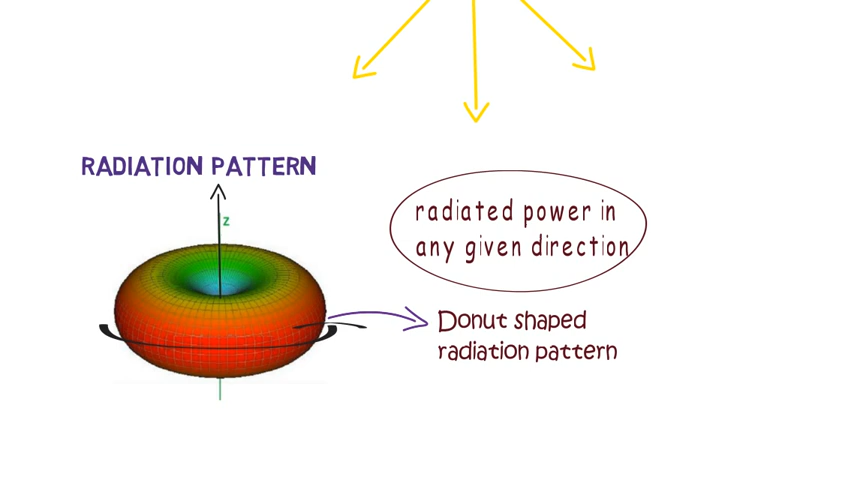 RADIATION PATTERN
z
radiated power in
any given direction
Donut shaped
radiation pattern